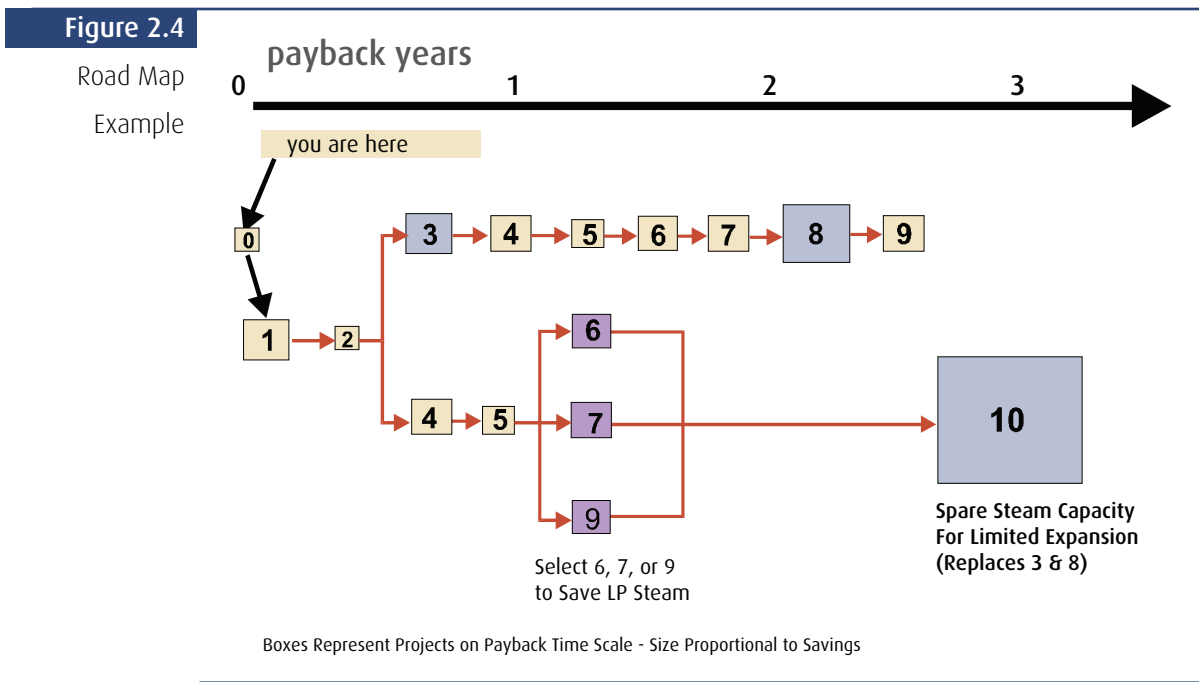 Figure 2.4
Road Map
Example
payback years
0 1 2 3
you are here
0
3 4 5 6 7 8 9
1 2
6
4 5 7
9
10
Select 6, 7, or 9
to Save LP Steam
Spare Steam Capacity
For Limited Expansion
(Replaces 3 & 8)
Boxes Represent Projects on Payback Time Scale - Size Proportional to Savings